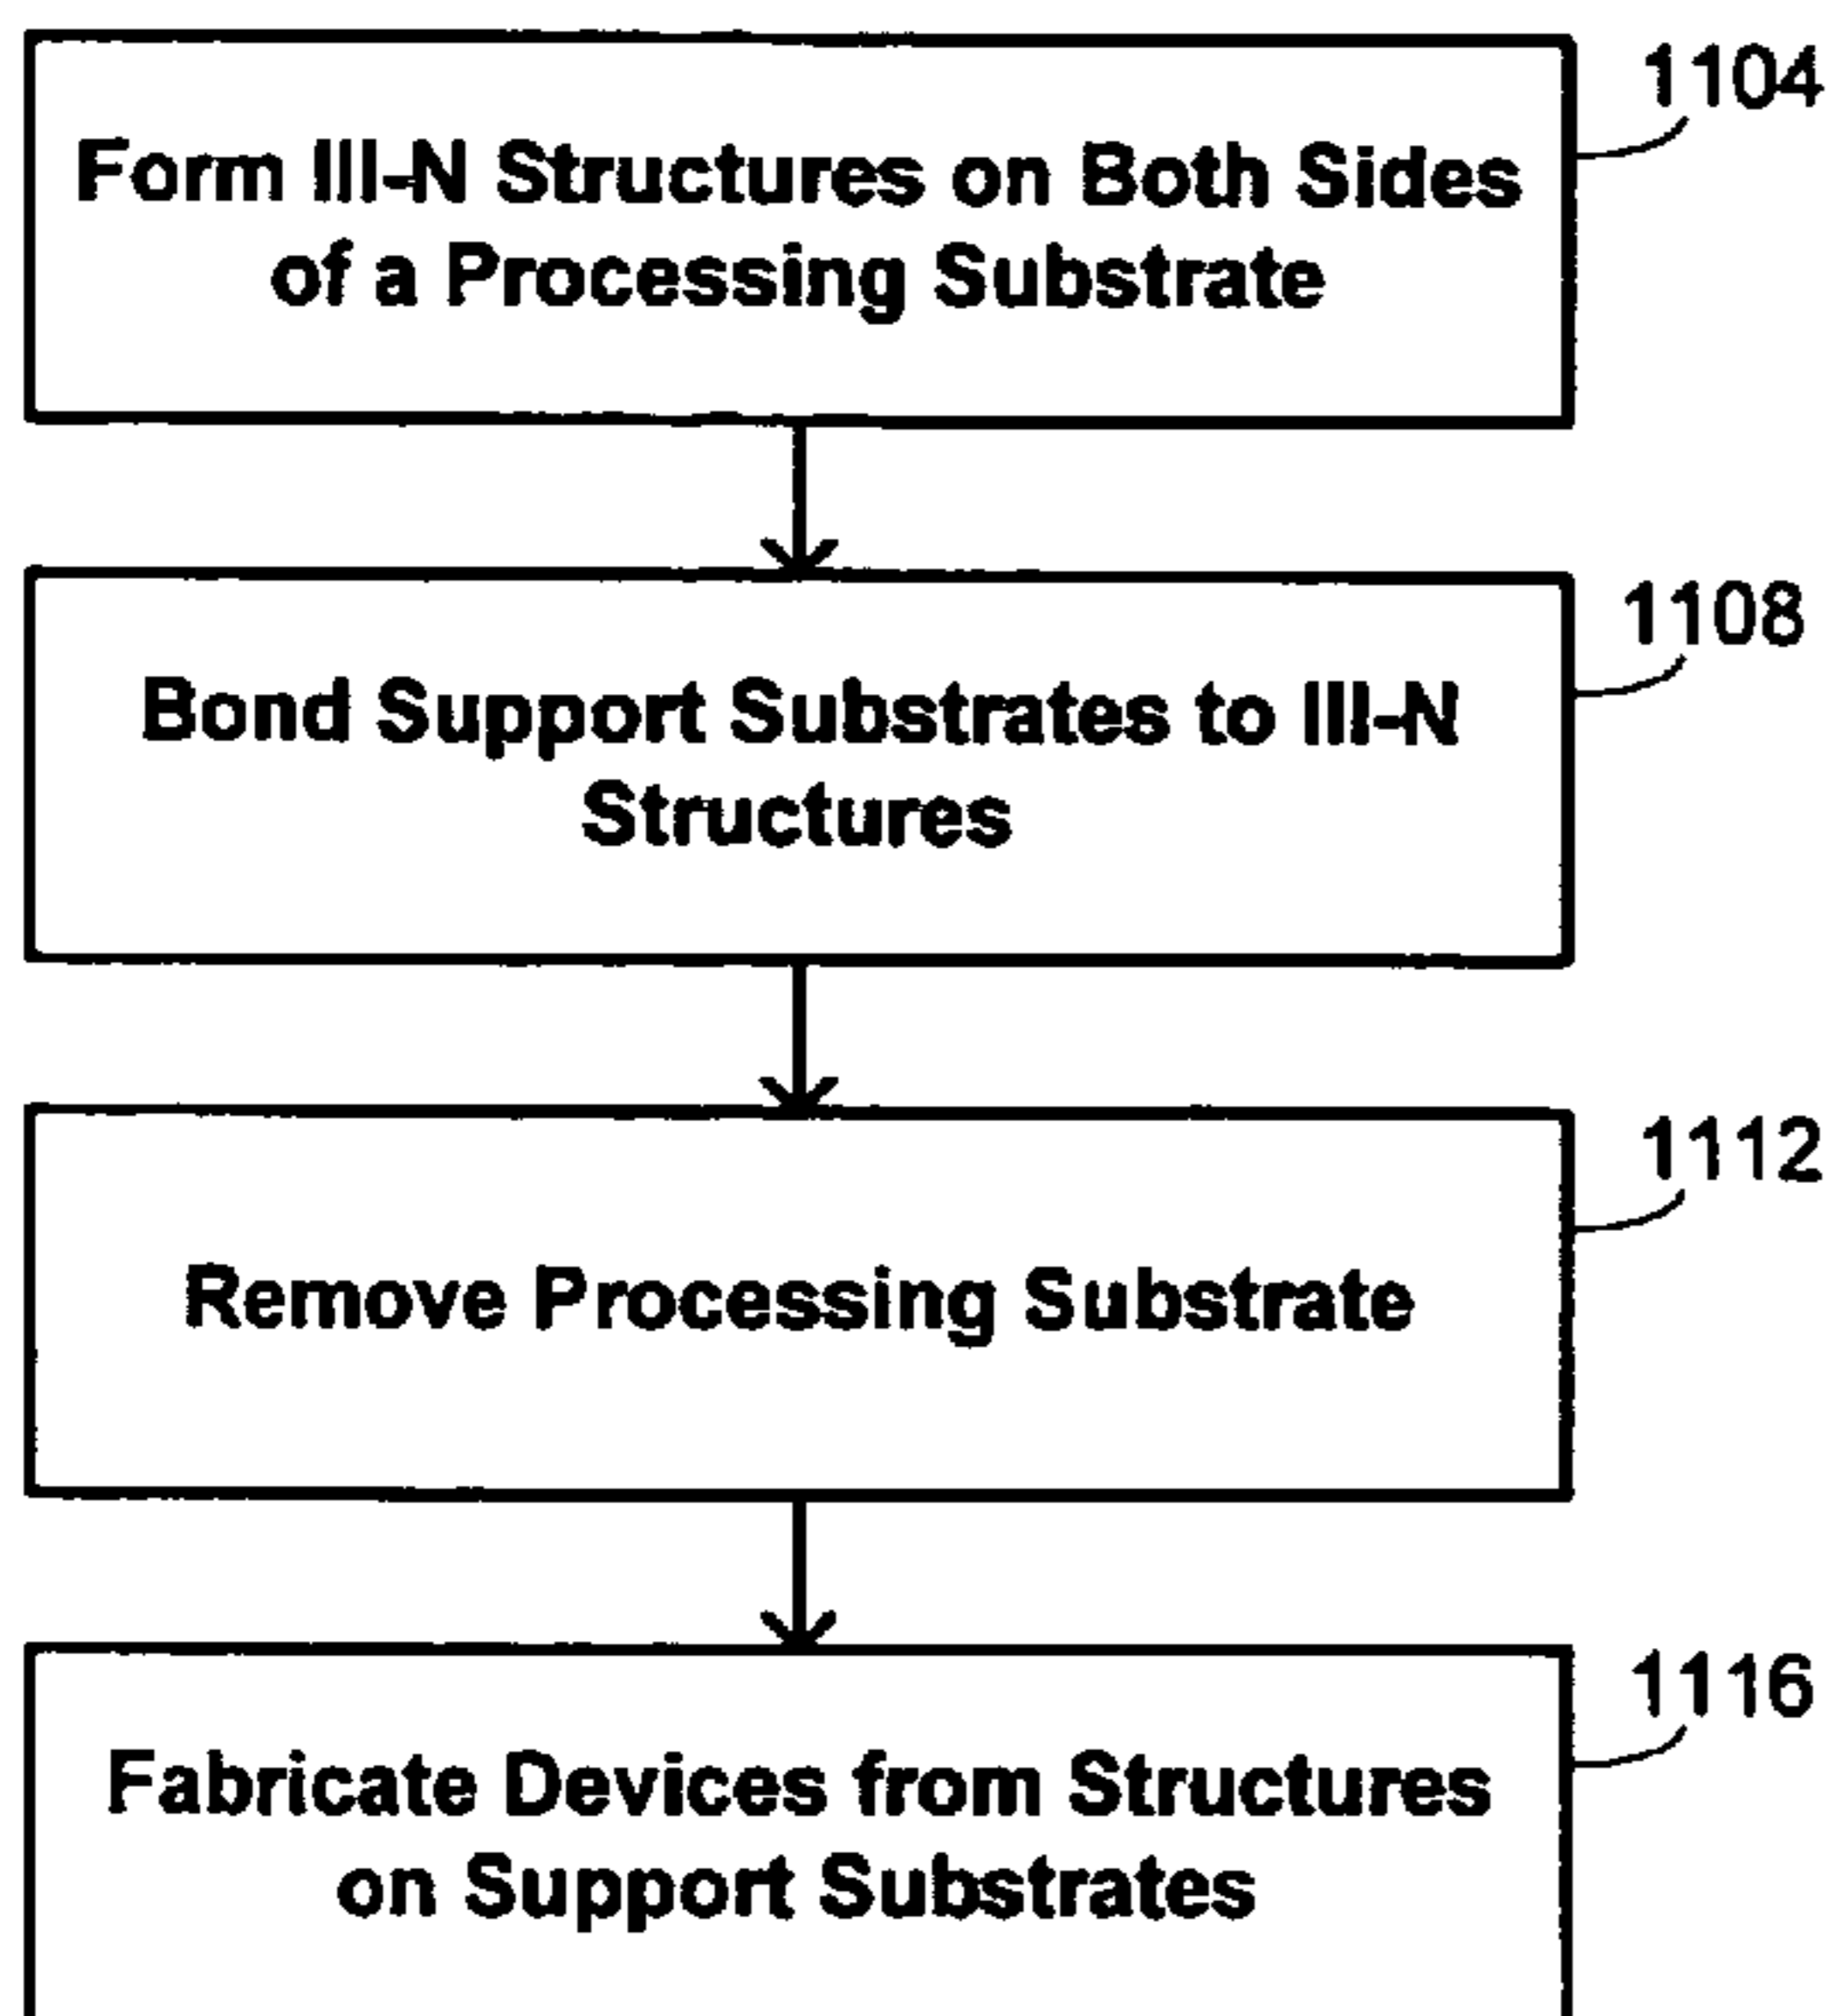 1104
Form III-N Structures on Both Sides
of a Processing Substrate
1108
Bond Support Substrates to III-N
Structures
1112
Remove Processing Substrate
1116
Fabricate Devices from Structures
on Support Substrates